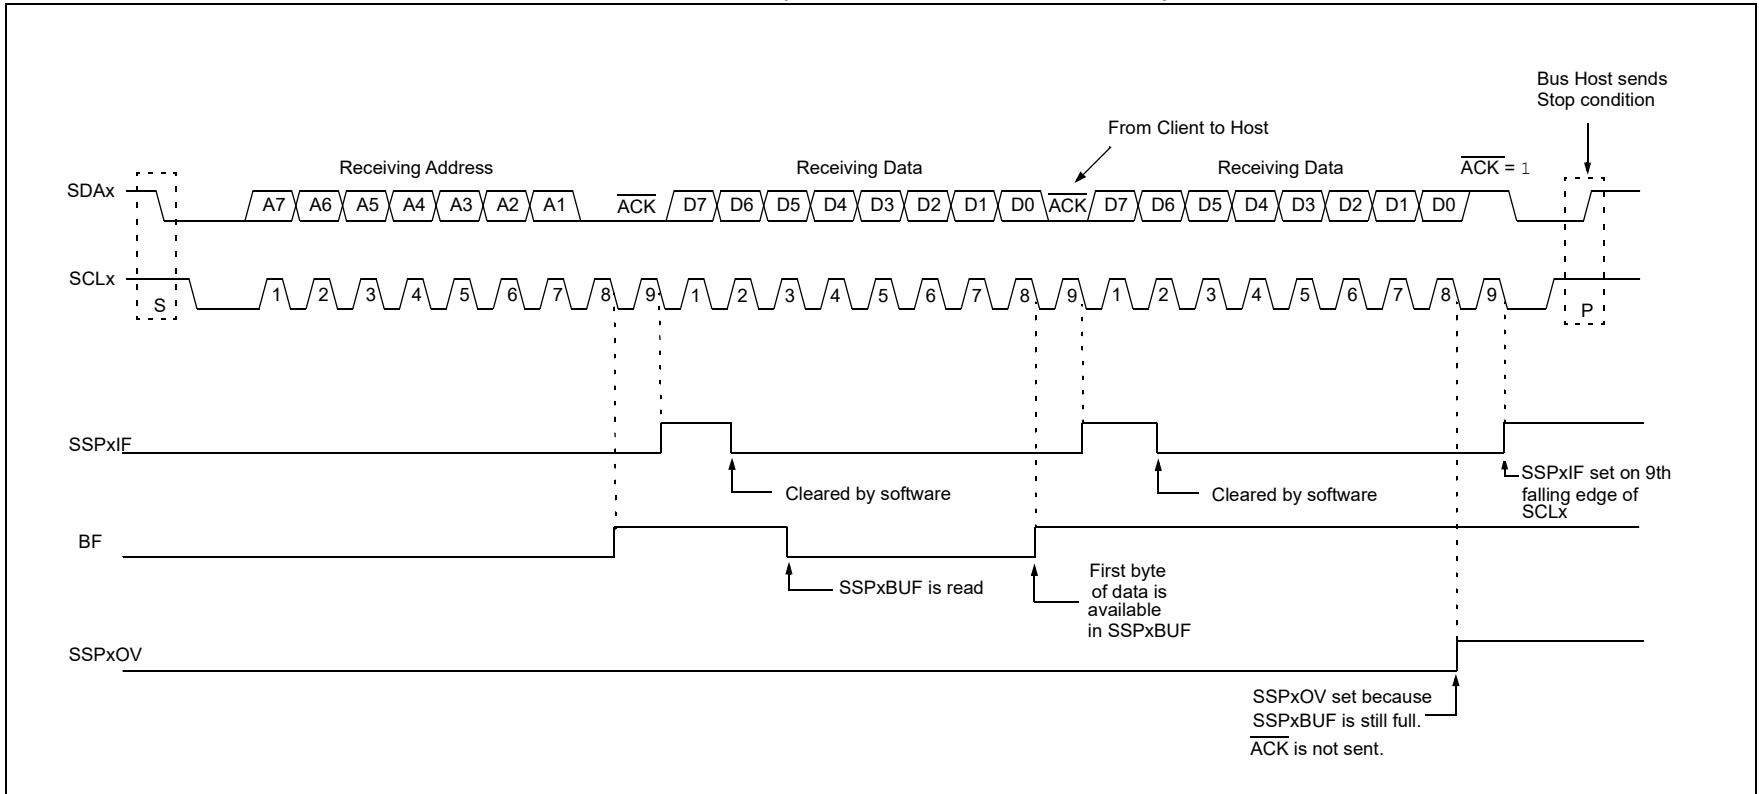 Bus Host sends
Stop condition
From Client to Host
Receiving Address
Receiving Data
Receiving Data
ACK = 1
SDAx
A7 A6 A5 A4 A3 A2 A1 ACK D7 D6 D5 D4 D3 D2 D1 D0 ACK D7 D6 D5 D4 D3 D2 D1 D0
SCLx
S 1 2 3 4 5 6 7 8 9 1 2 3 4 5 6 7 8 9 1 2 3 4 5 6 7 8 9 P
SSPxIF
Cleared by software
Cleared by software
SSPxIF set on 9th
falling edge of
SCLx
BF
SSPxBUF is read
First byte
of data is
available
in SSPxBUF
SSPxOV
SSPxOV set because
SSPxBUF is still full.
ACK is not sent.